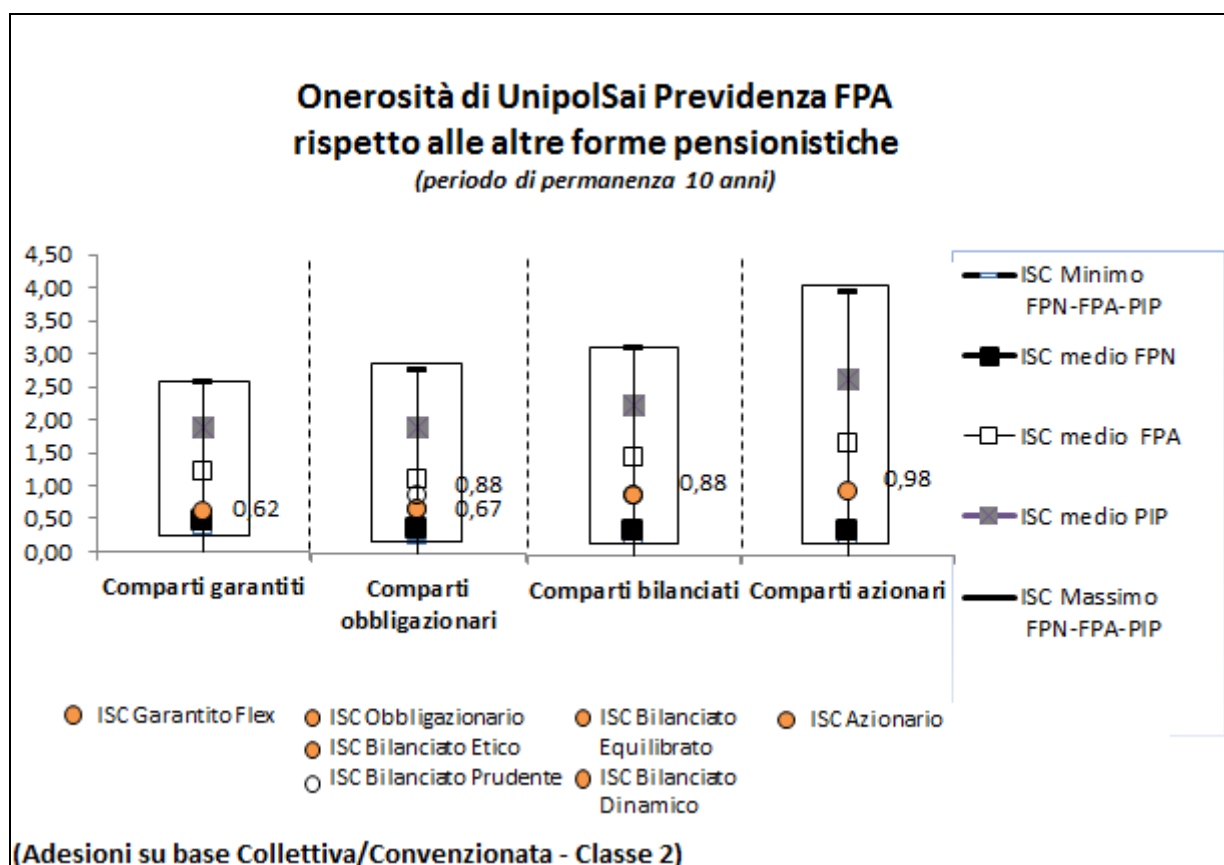 Onerosità di UnipolSai Previdenza FPA
rispetto alle altre forme pensionistiche
(periodo di permanenza 10 anni)
4,50
4,00
3,50
3,00
2,50
2,00
1,50
1,00
0,50
0,00
0,62
0,88
0,67
0,88
0,98
Comparti garantiti
Comparti
obbligazionari
Comparti bilanciati
Comparti azionari
ISC Minimo
FPN-FPA-PIP
ISC medio FPN
ISC medio FPA
ISC medio PIP
ISC Massimo
FPN-FPA-PIP
ISC Garantito Flex
ISC Obbligazionario
ISC Bilanciato Etico
ISC Bilanciato Prudente
ISC Bilanciato
Equilibrato
ISC Bilanciato
Dinamico
ISC Azionario
(Adesioni su base Collettiva/Convenzionata - Classe 2)